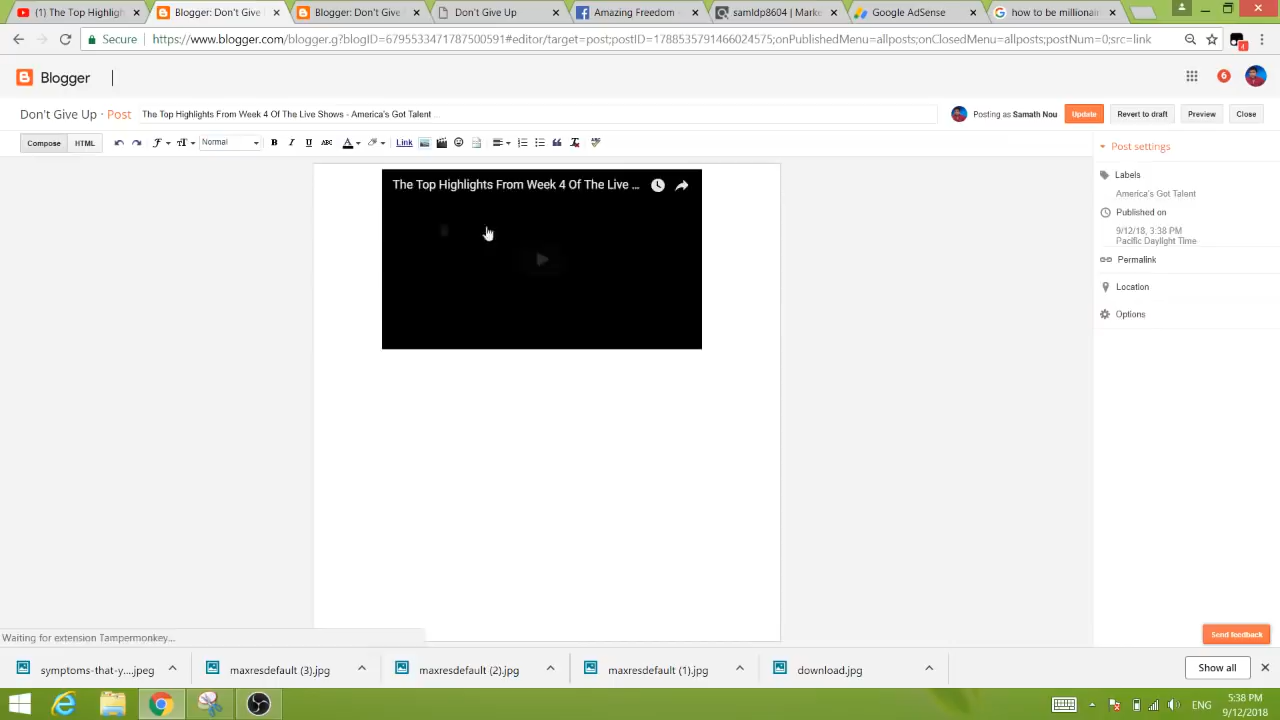 (1) The Top Highligh
Blogger: Don't Give
Blogger: Don't Give
Don't Give Up
Amazing Freedom
samldp8604 | Marke
Google AdSense
how to be millionair
Secure
https://www.blogger.com/blogger.g?blogID=6795533471787500591#editor/target=post;postID=1788535791466024575;onPublishedMenu=allposts;onClosedMenu=allposts;postNum=0;src=link
4
Blogger
6
Don't Give Up · Post
The Top Highlights From Week 4 Of The Live Shows - America's Got Talent ...
Posting as Samath Nou
Update
Revert to draft
Preview
Close
Compose
HTML
Normal
B
I
U
ABC
A
Link
Post settings
The Top Highlights From Week 4 Of The Live ...
Labels
America's Got Talent
Published on
9/12/18, 3:38 PM
Pacific Daylight Time
Permalink
Location
Options
Send feedback
Waiting for extension Tampermonkey...
symptoms-that-y....jpeg
maxresdefault (3).jpg
maxresdefault (2).jpg
maxresdefault (1).jpg
download.jpg
Show all
ENG
5:38 PM
9/12/2018